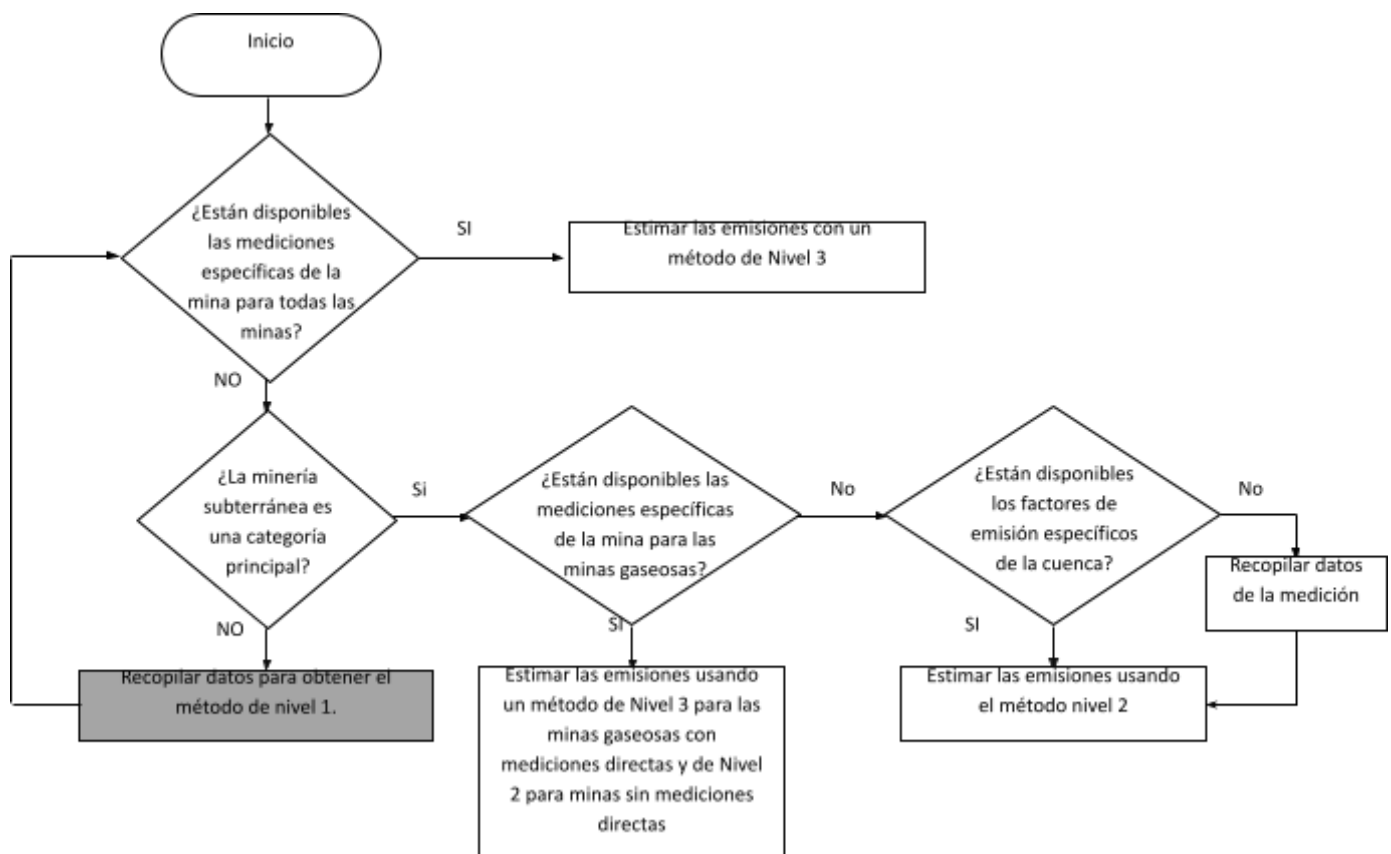 Inicio
¿Están disponibles
las mediciones
específicas de la
mina para todas las
minas?
SI
Estimar las emisiones con un
método de Nivel 3
NO
¿La minería
subterránea es
una categoría
principal?
Si
¿Están disponibles las
mediciones específicas
de la mina para las
minas gaseosas?
No
¿Están disponibles
los factores de
emisión específicos
de la cuenca?
No
Recopilar datos
de la medición
NO
SI
SI
Recopilar datos para obtener el
método de nivel 1.
Estimar las emisiones usando
un método de Nivel 3 para las
minas gaseosas con
mediciones directas y de Nivel
2 para minas sin mediciones
directas
Estimar las emisiones usando
el método nivel 2